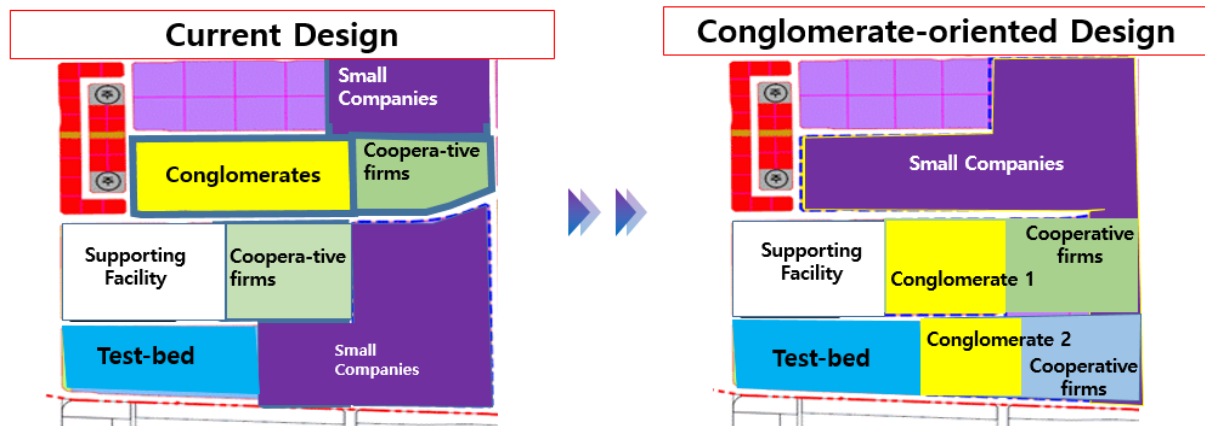 Current Design
Small
Companies
Coopera-tive
firms
Conglomerates
Supporting
Facility
Coopera-tive
firms
Test-bed
Small
Companies
Conglomerate-oriented Design
Small Companies
Cooperative
firms
Supporting
Facility
Conglomerate 1
Conglomerate 2
Test-bed
Cooperative
firms